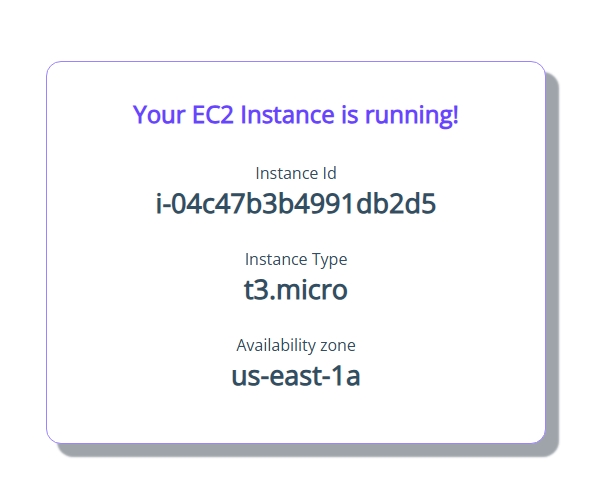 Your EC2 Instance is running!
Instance Id
i-04c47b3b4991db2d5
Instance Type
t3.micro
Availability zone
us-east-1a